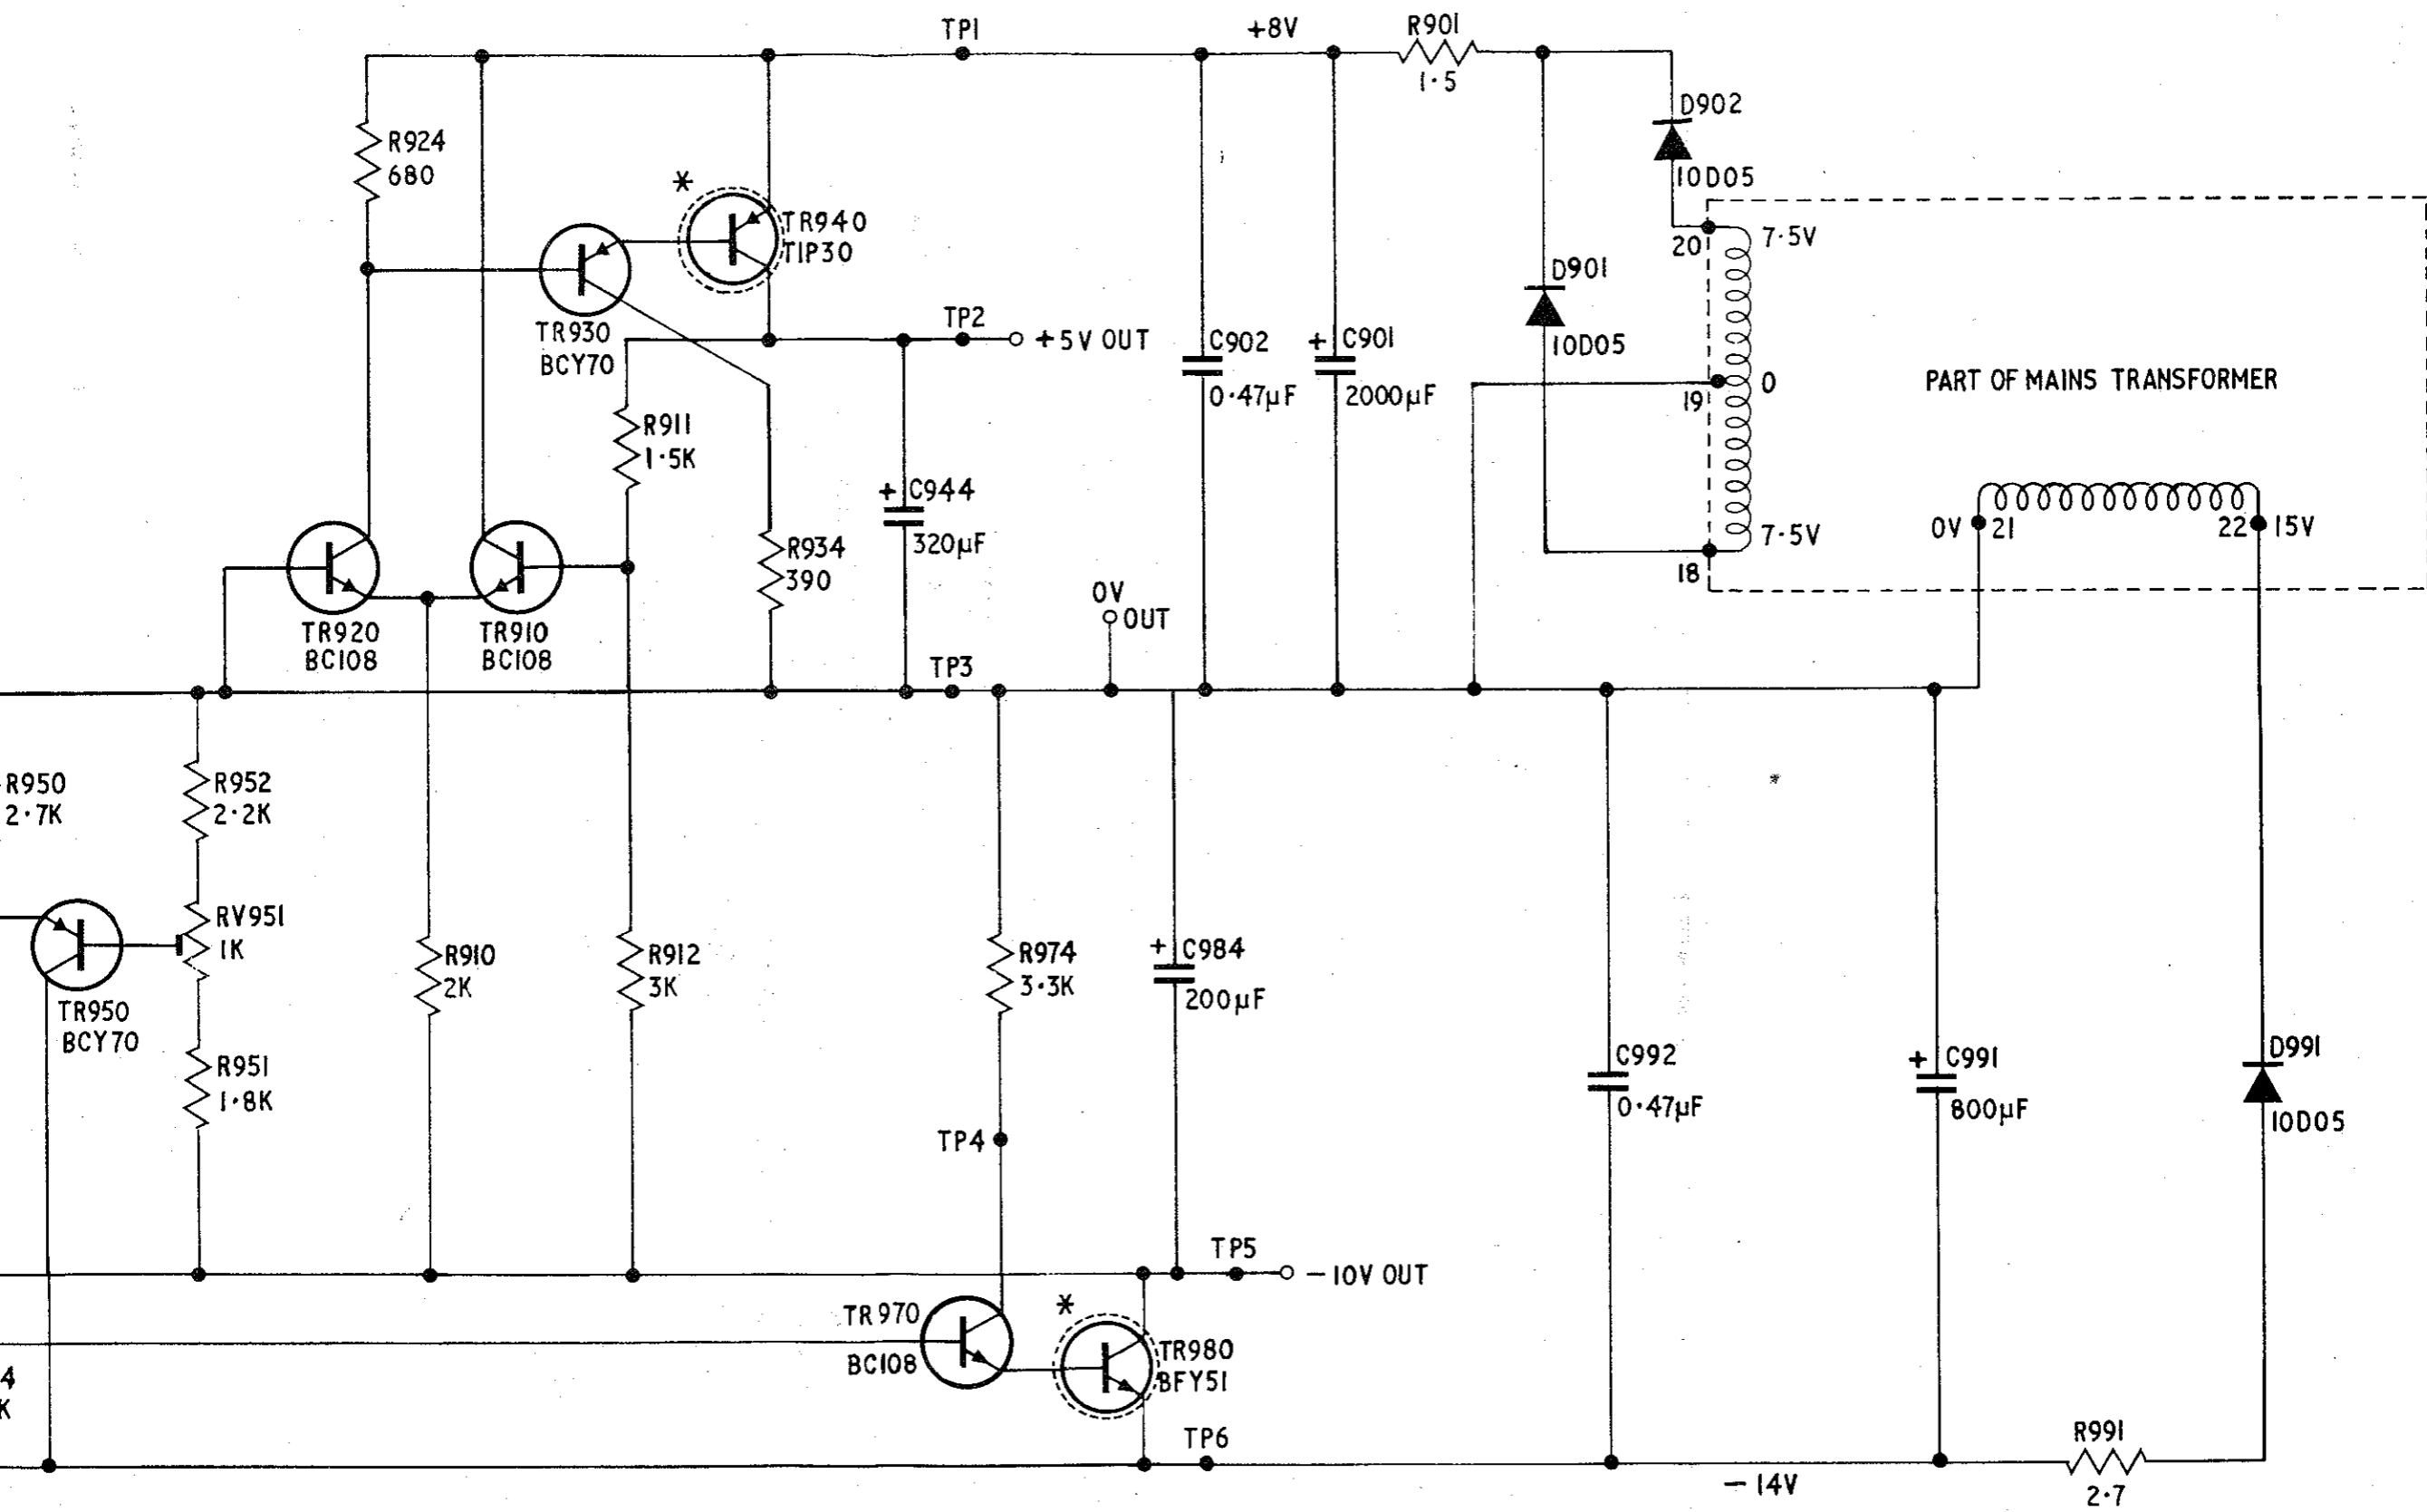 TP1
+8V
R901
1·5
D902
10D05
R924
680
*
TR940
TIP30
20
7·5V
D901
10D05
TR930
BCY70
TP2
+5V OUT
C902
0·47µF
+ C901
2000µF
19
0
PART OF MAINS TRANSFORMER
R911
1·5K
+ C944
320µF
R934
390
18
7·5V
0V
21
22
15V
0V
OUT
TR920
BC108
TR910
BC108
TP3
R950
2·7K
R952
2·2K
RV951
1K
TR950
BCY70
R951
1·8K
R910
2K
R912
3K
R974
3·3K
+ C984
200µF
C992
0·47µF
+ C991
800µF
D991
10D05
TP4
TP5
−10V OUT
TR970
BC108
*
TR980
BFY51
4
K
TP6
−14V
R991
2·7